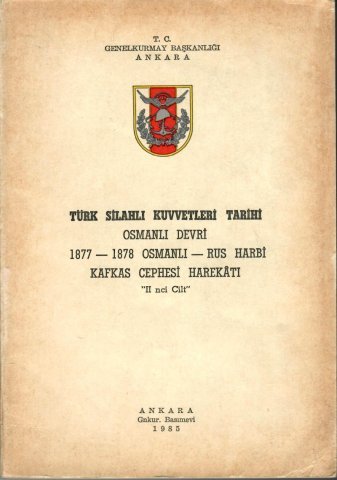 T. C.
GENELKURMAY BAŞKANLIĞI
ANKARA
TÜRK SİLAHLI KUVVETLERİ TARİHİ
OSMANLI DEVRİ
1877 — 1878 OSMANLI — RUS HARBİ
KAFKAS CEPHESİ HAREKÂTI
"II nci Cilt"
ANKARA
Gnkur. Basımevi
1985